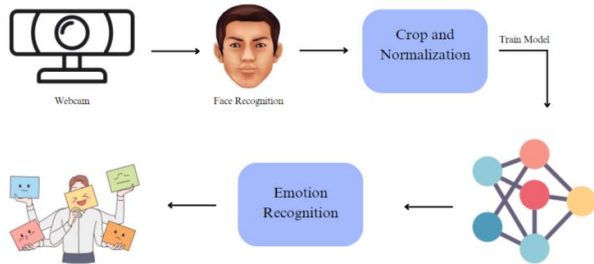 Webcam
Face Recognition
Crop and
Normalization
Train Model
Emotion
Recognition